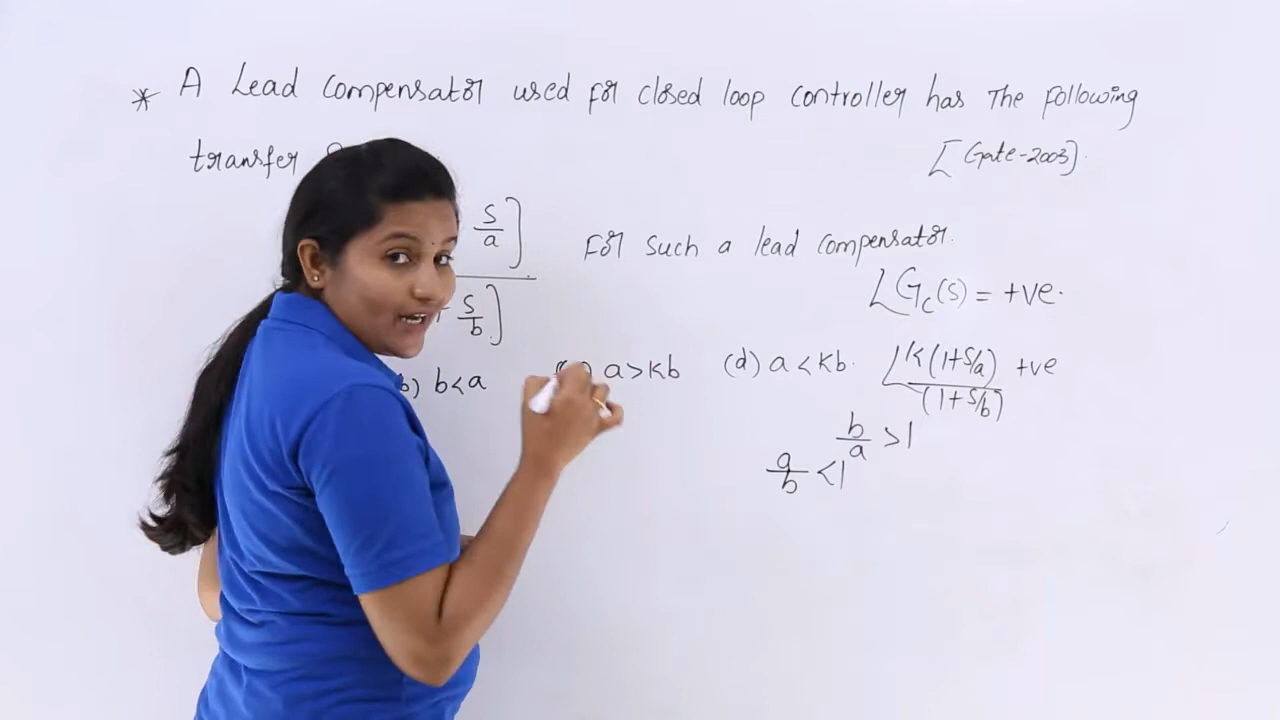 * A Lead compensator used for closed loop controller has The following
transfer [Gate-2003].
s/a] For such a lead compensator.
s/b] ∠Gc(s) = +ve.
b) b<a a>Kb (d) a<Kb. ∠K(1+s/a)/(1+s/b) +ve
b/a >1
a/b <1